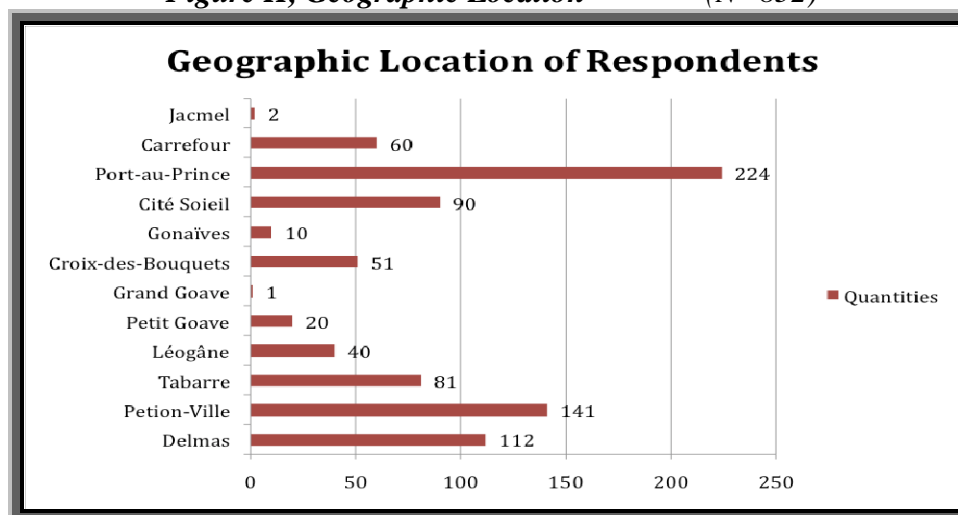 Geographic Location of Respondents
Jacmel 2
Carrefour 60
Port-au-Prince 224
Cité Soieil 90
Gonaïves 10
Croix-des-Bouquets 51
Grand Goave 1
Petit Goave 20
Léogâne 40
Tabarre 81
Petion-Ville 141
Delmas 112
0 50 100 150 200 250
Quantities